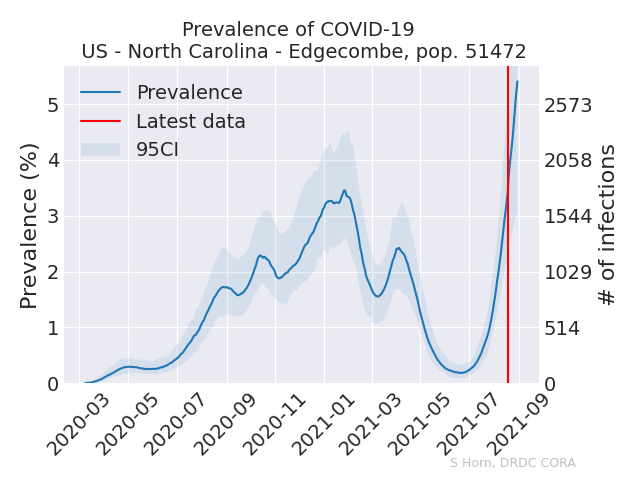 Prevalence of COVID-19
US - North Carolina - Edgecombe, pop. 51472
Prevalence
Latest data
95CI
Prevalence (%)
5
4
3
2
1
0
2573
2058
1544
1029
514
0
# of infections
2020-03
2020-05
2020-07
2020-09
2020-11
2021-01
2021-03
2021-05
2021-07
2021-09
S Horn, DRDC CORA